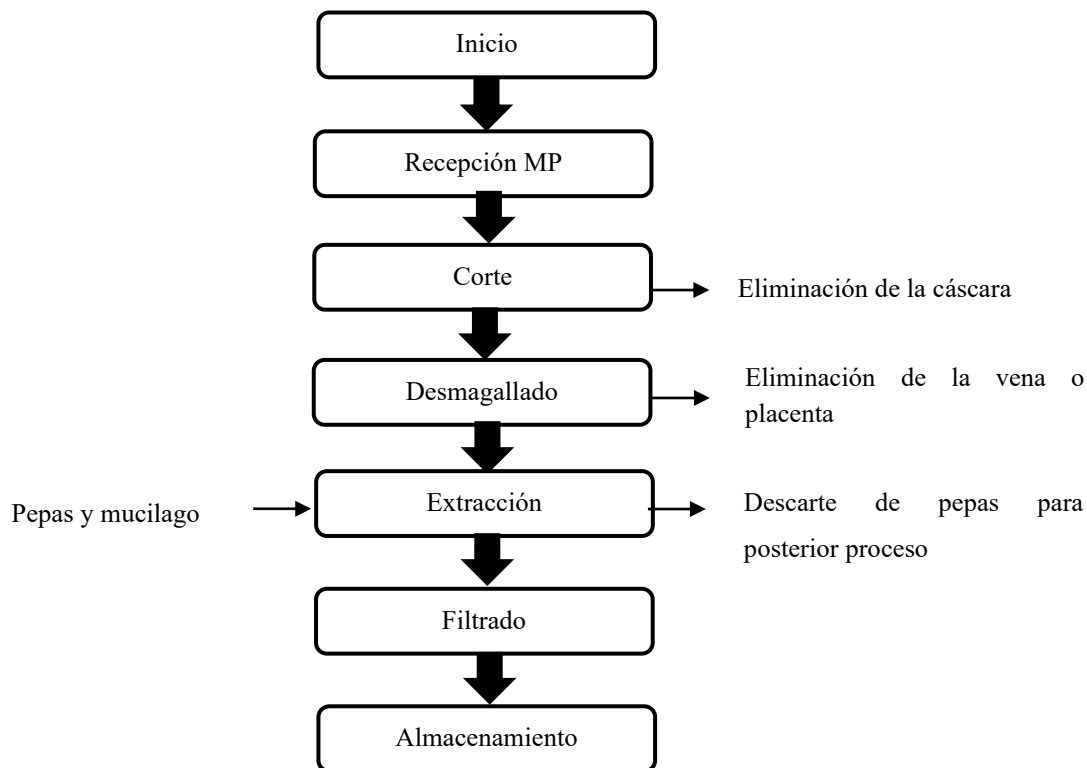 Inicio
Recepción MP
Corte
Eliminación de la cáscara
Desmagallado
Eliminación de la vena o
placenta
Pepas y mucilago
Extracción
Descarte de pepas para
posterior proceso
Filtrado
Almacenamiento